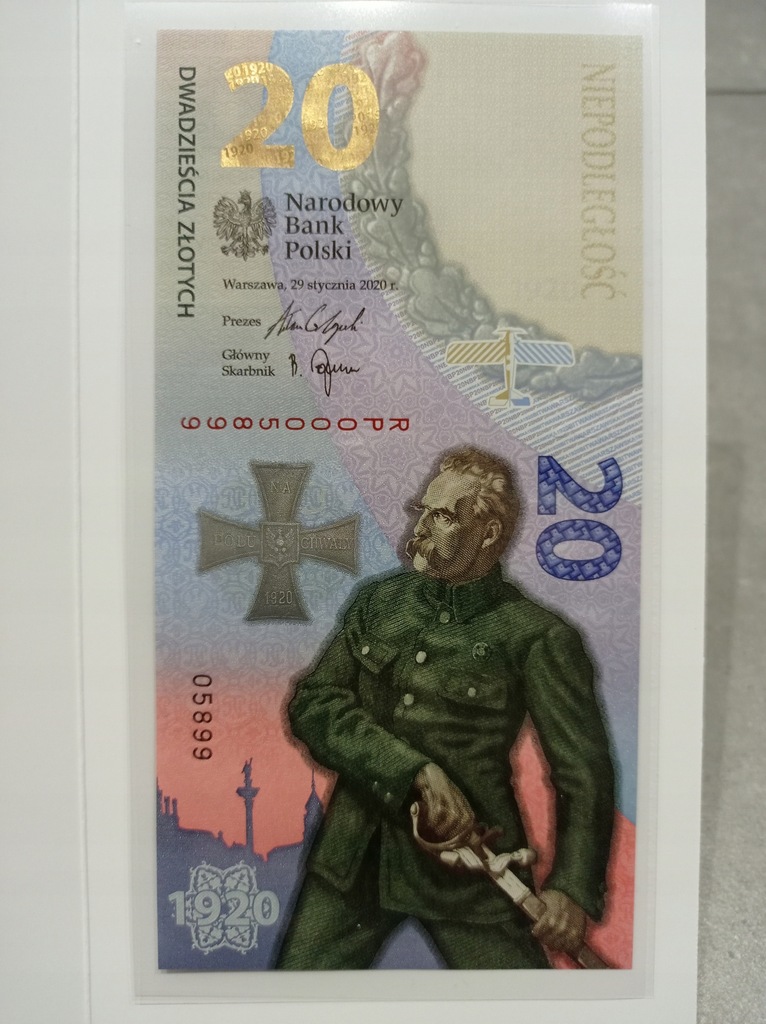 20
DWADZIEŚCIA ZŁOTYCH
NIEPODLEGŁOŚĆ
Narodowy
Bank
Polski
Warszawa, 29 stycznia 2020 r.
Prezes
Główny
Skarbnik
RP0005899
20
NA
POLU
CHWAŁY
1920
05899
1920